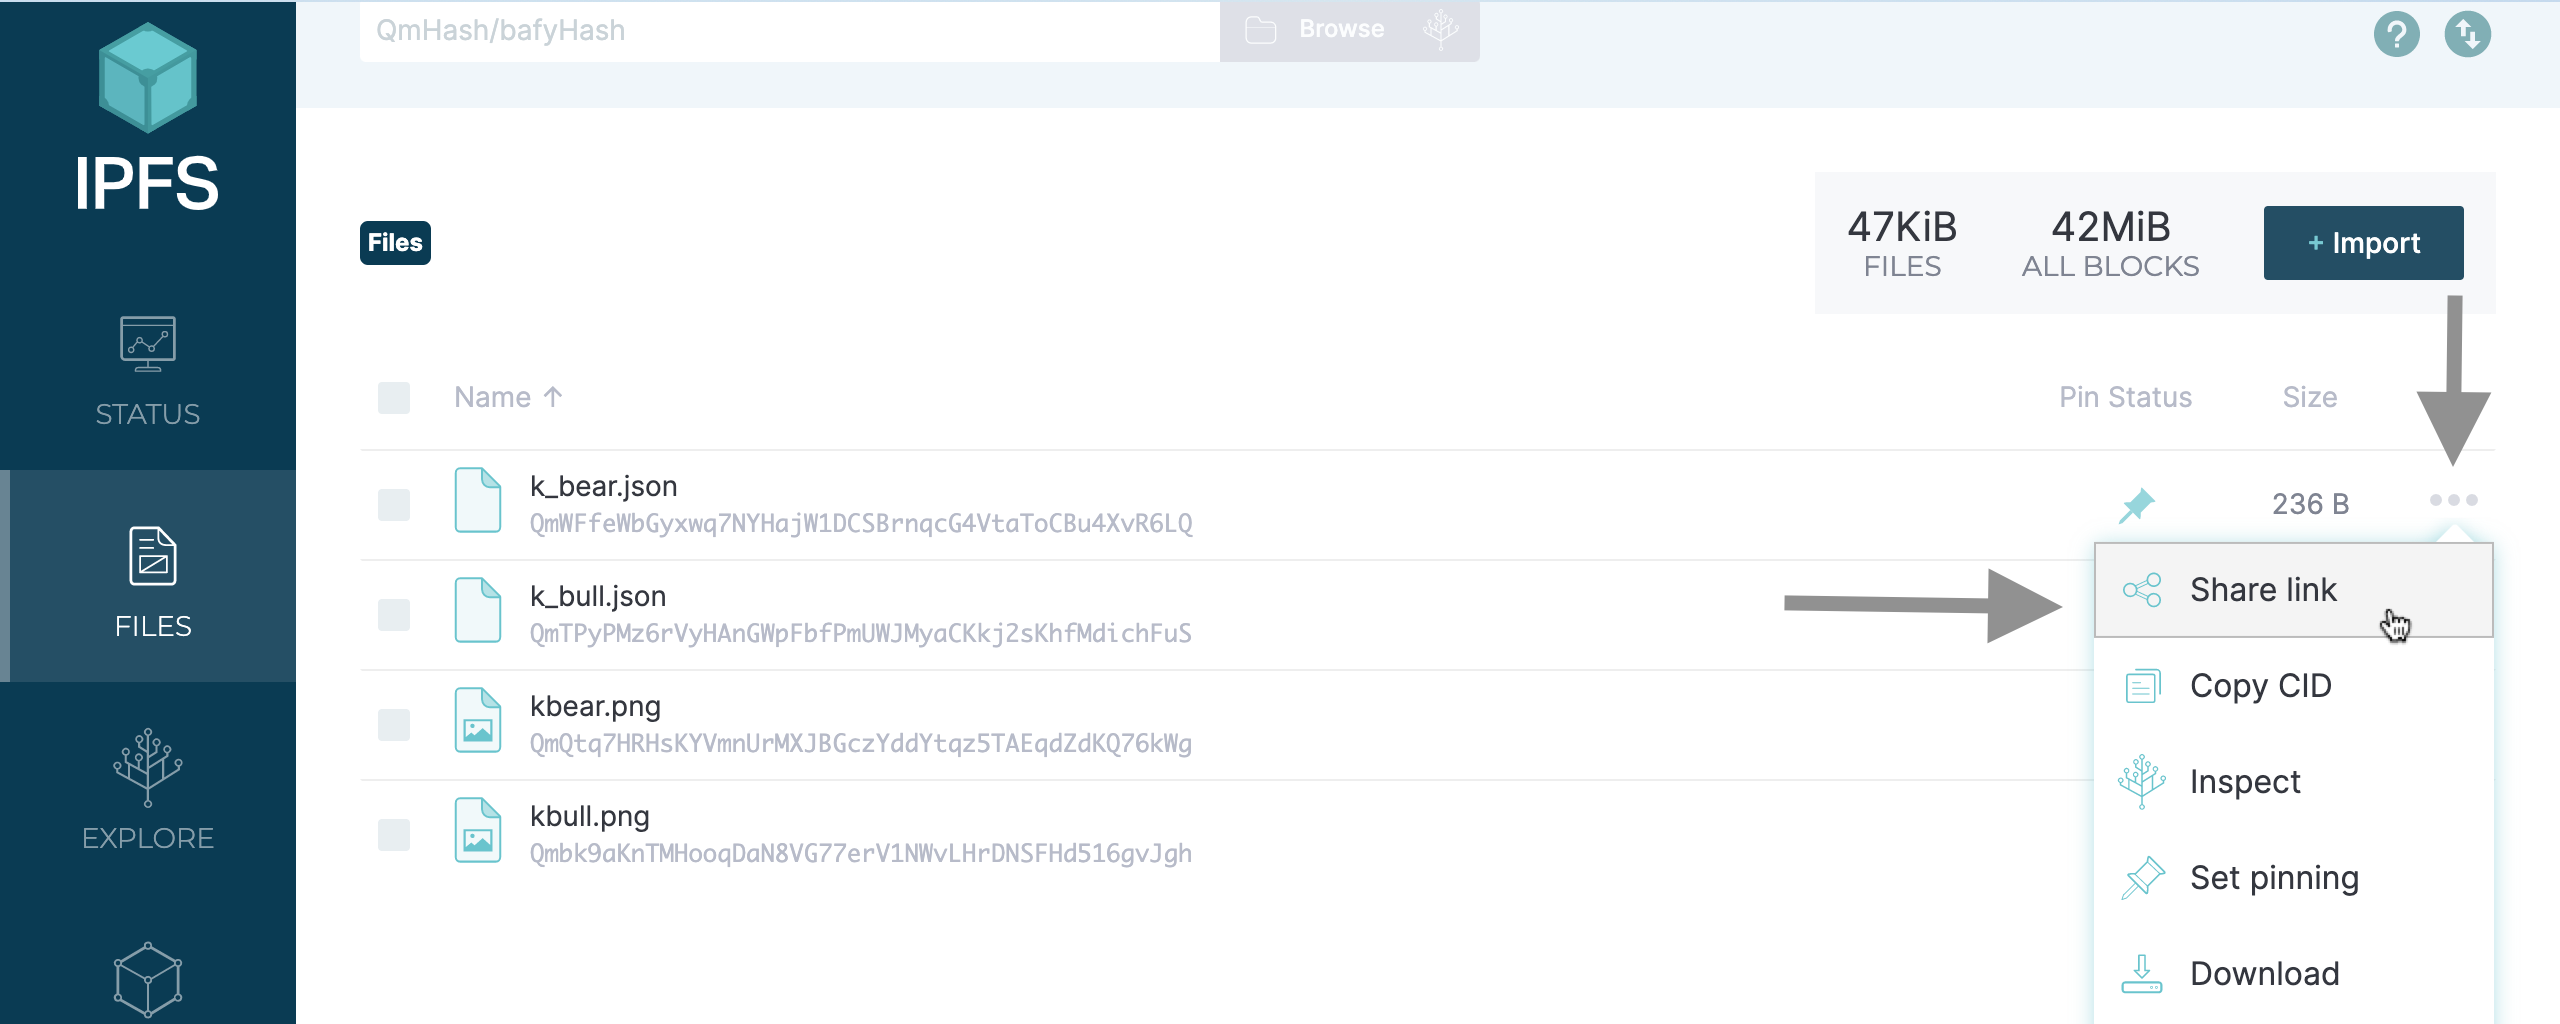 QmHash/bafyHash
Browse
?
IPFS
STATUS
FILES
EXPLORE
Files
47KiB
FILES
42MiB
ALL BLOCKS
+ Import
Name ↑
Pin Status
Size
k_bear.json
QmWFfeWbGyxwq7NYHajW1DCSBrnqcG4VtaToCBu4XvR6LQ
236 B
k_bull.json
QmTPyPMz6rVyHAnGWpFbfPmUWJMyaCKkj2sKhfMdichFuS
kbear.png
QmQtq7HRHsKYVmnUrMXJBGczYddYtqz5TAEqdZdKQ76kWg
kbull.png
Qmbk9aKnTMHooqDaN8VG77erV1NWvLHrDNSFHd516gvJgh
Share link
Copy CID
Inspect
Set pinning
Download